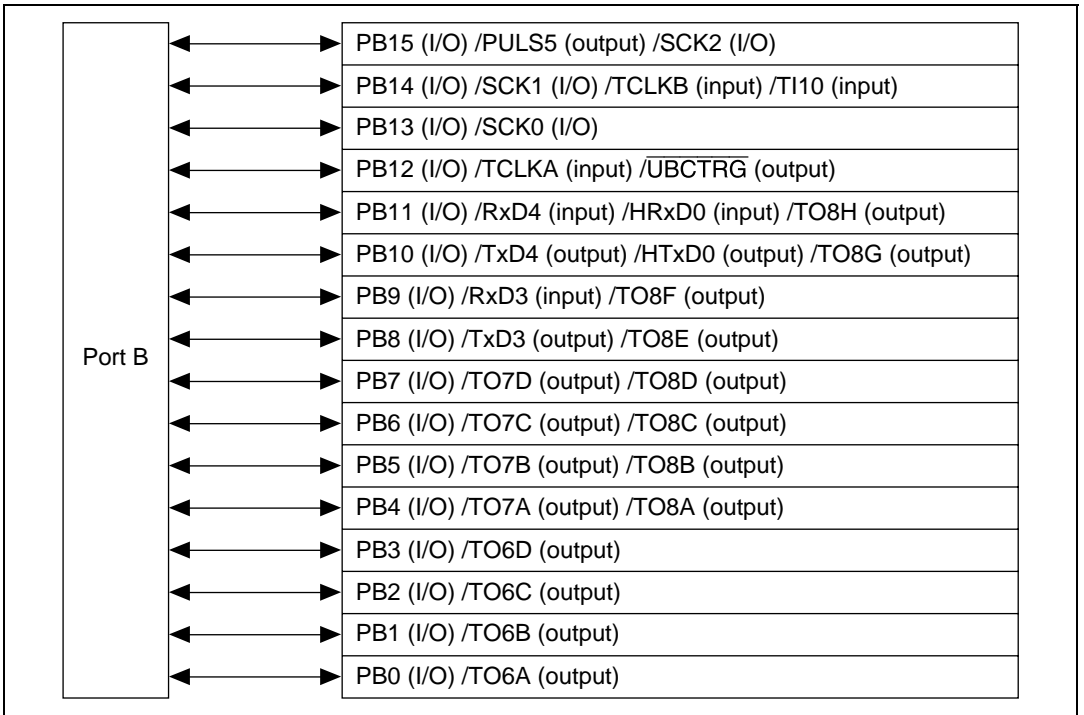 Port B
PB15 (I/O) /PULS5 (output) /SCK2 (I/O)
PB14 (I/O) /SCK1 (I/O) /TCLKB (input) /TI10 (input)
PB13 (I/O) /SCK0 (I/O)
PB12 (I/O) /TCLKA (input) /U̅B̅C̅T̅R̅G̅ (output)
PB11 (I/O) /RxD4 (input) /HRxD0 (input) /TO8H (output)
PB10 (I/O) /TxD4 (output) /HTxD0 (output) /TO8G (output)
PB9 (I/O) /RxD3 (input) /TO8F (output)
PB8 (I/O) /TxD3 (output) /TO8E (output)
PB7 (I/O) /TO7D (output) /TO8D (output)
PB6 (I/O) /TO7C (output) /TO8C (output)
PB5 (I/O) /TO7B (output) /TO8B (output)
PB4 (I/O) /TO7A (output) /TO8A (output)
PB3 (I/O) /TO6D (output)
PB2 (I/O) /TO6C (output)
PB1 (I/O) /TO6B (output)
PB0 (I/O) /TO6A (output)